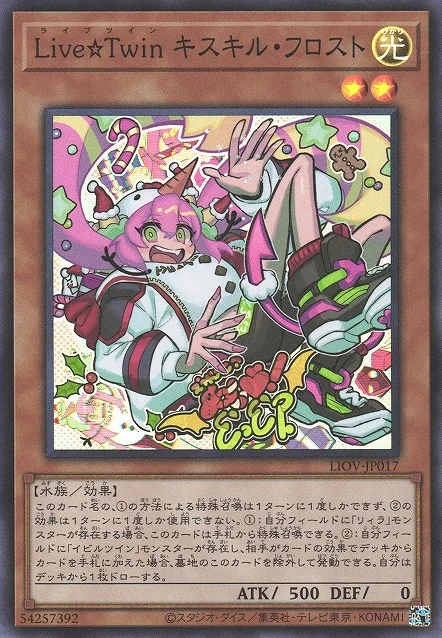 ライブツイン
Live☆Twin キスキル・フロスト
ひかり
光
LIOV-JP017
【水族／効果】
このカード名の、①の方法による特殊召喚は1ターンに1度しかできず、②の
効果は1ターンに1度しか使用できない。①：自分フィールドに「リィラ」モン
スターが存在する場合、このカードは手札から特殊召喚できる。②：自分フィー
ルドに「イビルツイン」モンスターが存在し、相手がカードの効果でデッキから
カードを手札に加えた場合、墓地のこのカードを除外して発動できる。自分は
デッキから1枚ドローする。
ATK/ 500 DEF/ 0
54257392
©スタジオ・ダイス／集英社・テレビ東京・KONAMI